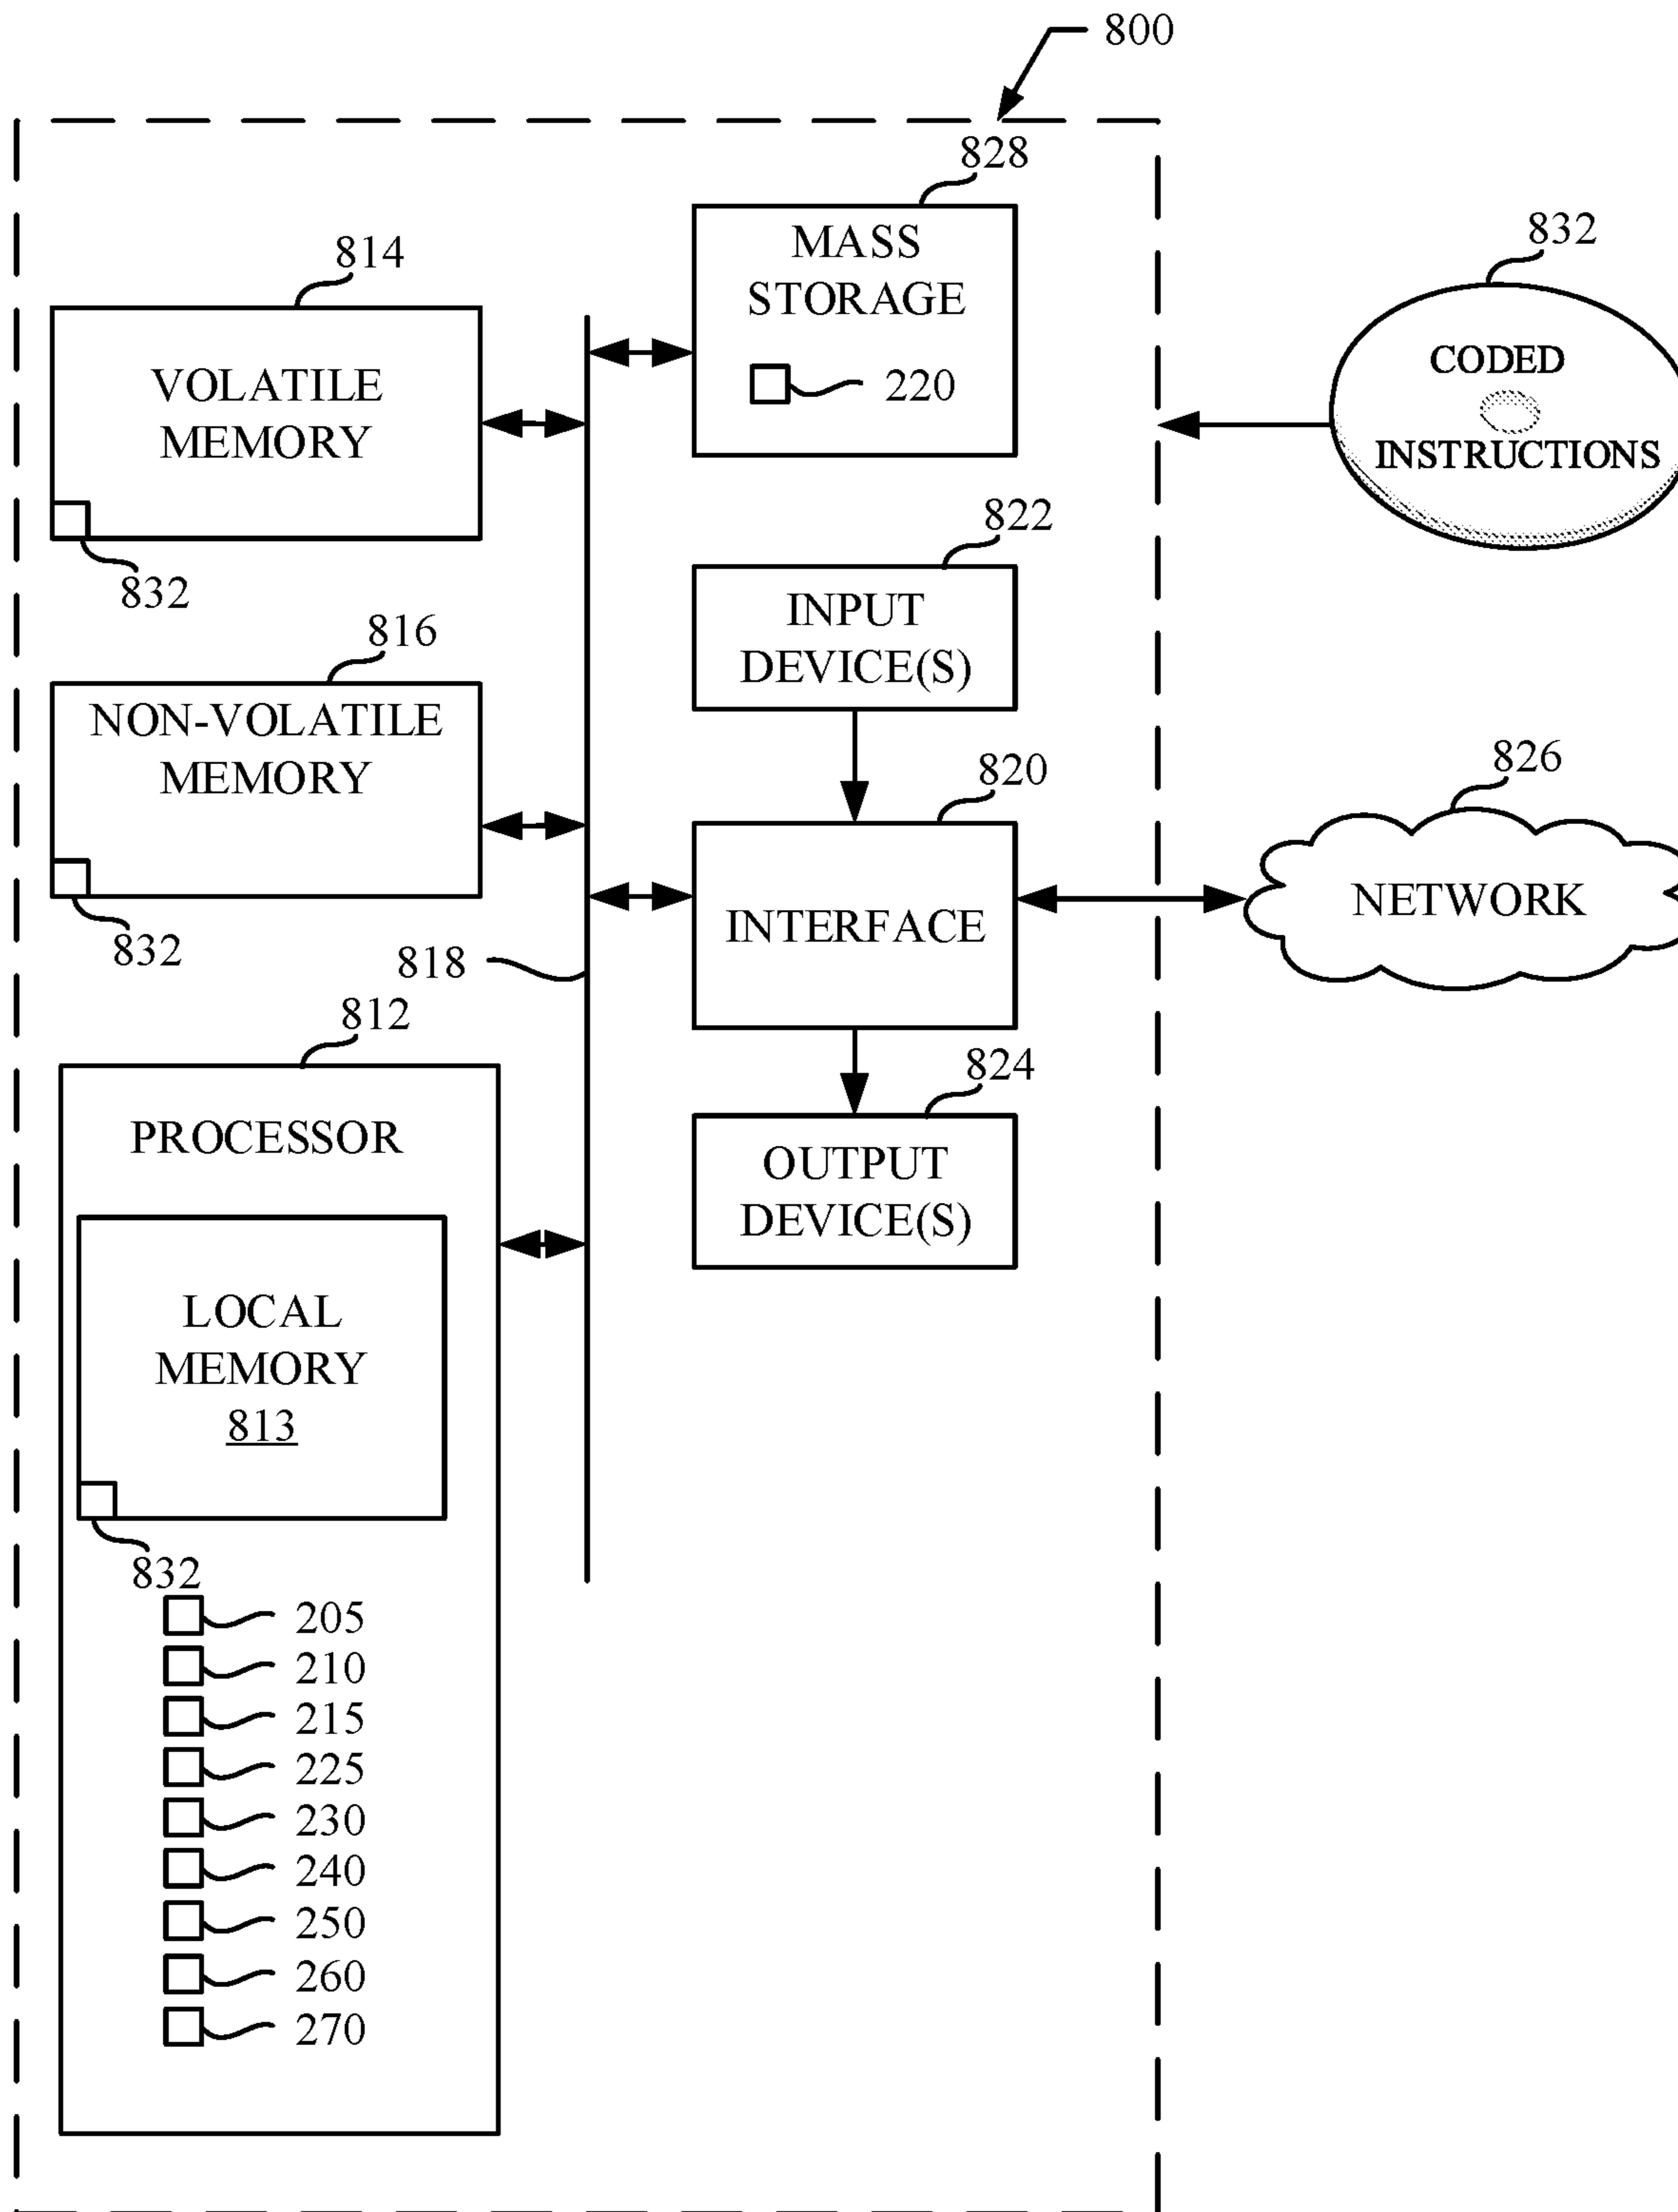 800
828
MASS
STORAGE
220
814
VOLATILE
MEMORY
832
832
CODED
INSTRUCTIONS
822
INPUT
DEVICE(S)
816
NON-VOLATILE
MEMORY
832
820
INTERFACE
826
NETWORK
818
812
PROCESSOR
824
OUTPUT
DEVICE(S)
LOCAL
MEMORY
813
832
205
210
215
225
230
240
250
260
270